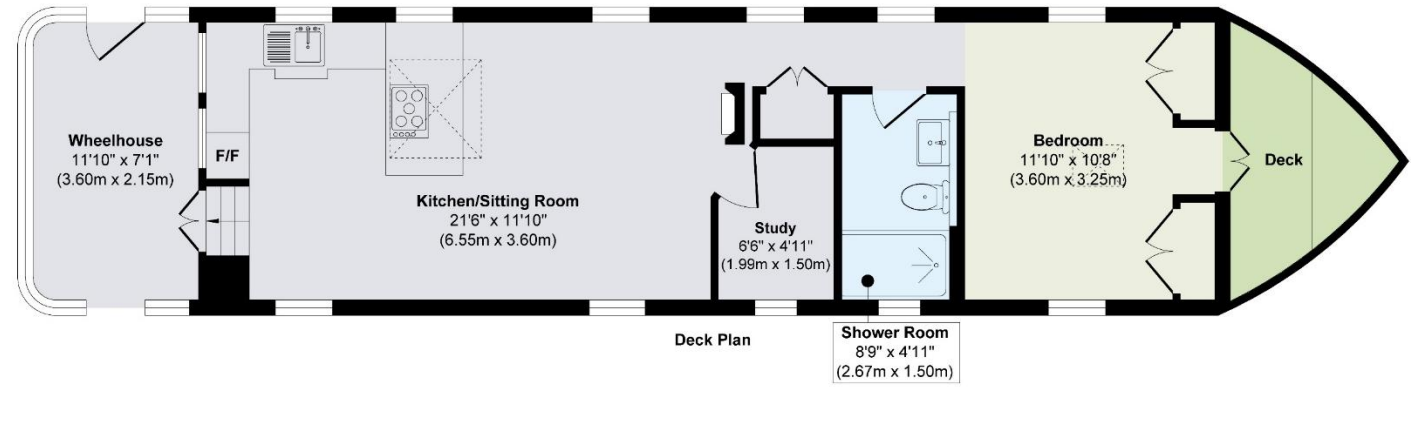 Wheelhouse
11'10" x 7'1"
(3.60m x 2.15m)
F/F
Kitchen/Sitting Room
21'6" x 11'10"
(6.55m x 3.60m)
Study
6'6" x 4'11"
(1.99m x 1.50m)
Bedroom
11'10" x 10'8"
(3.60m x 3.25m)
Deck
Deck Plan
Shower Room
8'9" x 4'11"
(2.67m x 1.50m)